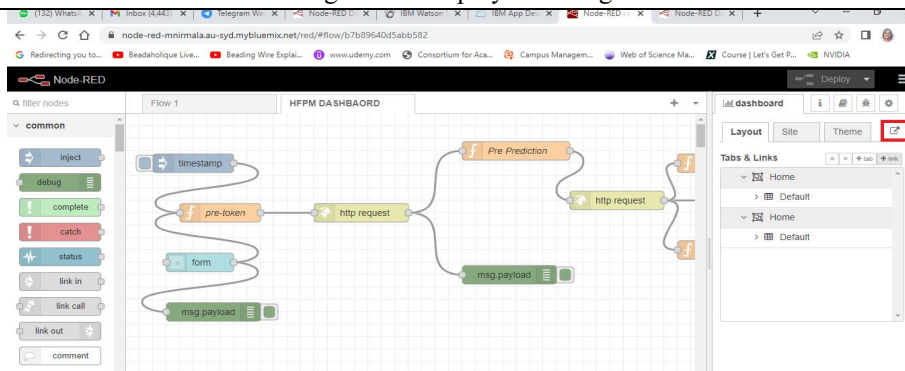 (132) WhatsA
Inbox (4,443)
Telegram We
Node-RED D
IBM Watson S
IBM App Dev
Node-RED : 
Node-RED D
node-red-mnirmala.au-syd.mybluemix.net/red/#flow/b7b89640d5abb582
Redirecting you to...
Beadaholique Live...
Beading Wire Explai...
www.udemy.com
Consortium for Aca...
Campus Managem...
Web of Science Ma...
Course | Let's Get P...
NVIDIA
Node-RED
Deploy
filter nodes
Flow 1
HFPM DASHBAORD
dashboard
common
Layout
Site
Theme
inject
debug
complete
catch
status
link in
link call
link out
comment
timestamp
pre-token
form
msg.payload
http request
Pre Prediction
msg.payload
http request
Tabs & Links
+ tab
+ link
Home
Default
Home
Default